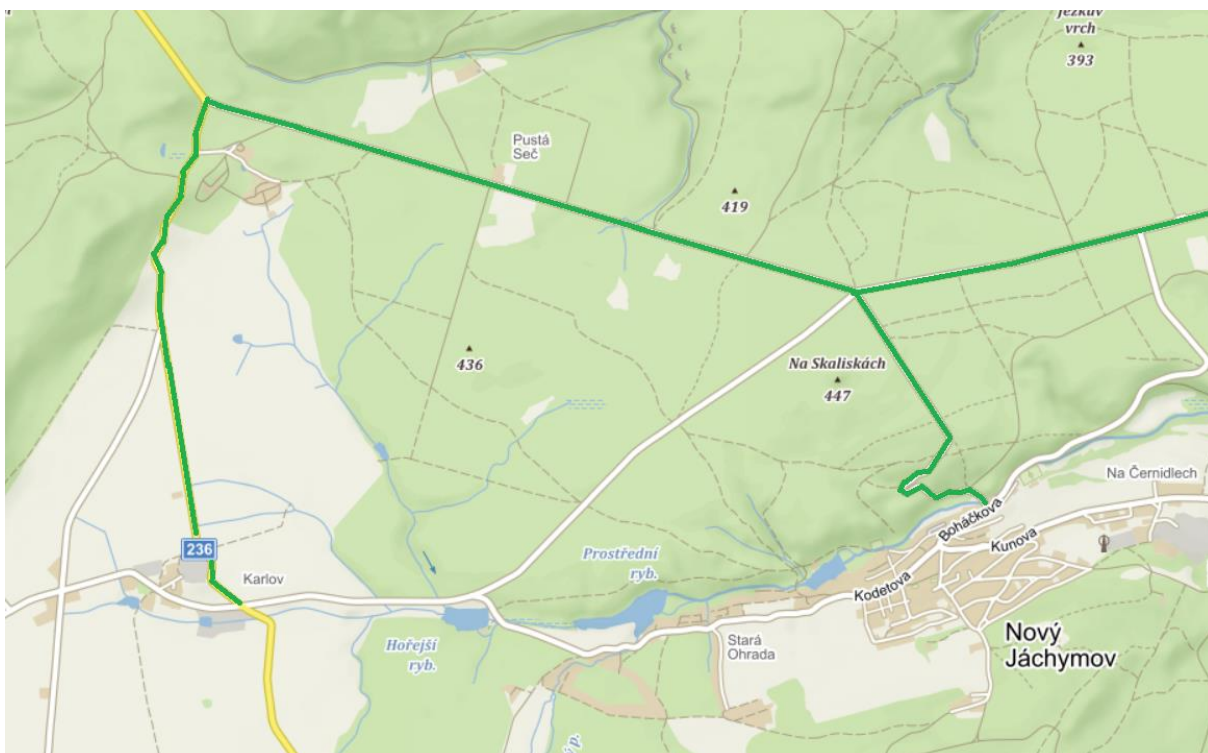 Ježkův
vrch
393
Pustá
Seč
419
436
Na Skaliskách
447
Na Černidlech
Boháčkova
Kunova
236
Prostřední
ryb.
Karlov
Kodetova
Stará
Ohrada
Hořejší
ryb.
Nový
Jáchymov